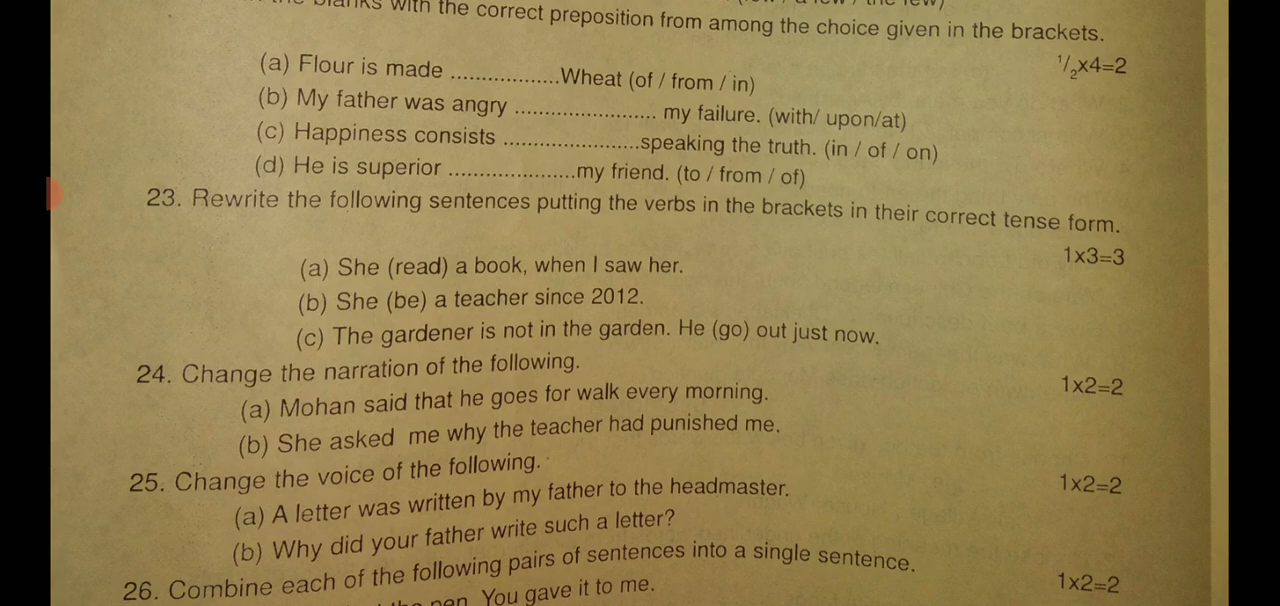 with the correct preposition from among the choice given in the brackets.
½x4=2
(a) Flour is made .................Wheat (of / from / in)
(b) My father was angry ...................... my failure. (with/ upon/at)
(c) Happiness consists .....................speaking the truth. (in / of / on)
(d) He is superior ....................my friend. (to / from / of)
23. Rewrite the following sentences putting the verbs in the brackets in their correct tense form.
1x3=3
(a) She (read) a book, when I saw her.
(b) She (be) a teacher since 2012.
(c) The gardener is not in the garden. He (go) out just now.
24. Change the narration of the following.
1x2=2
(a) Mohan said that he goes for walk every morning.
(b) She asked me why the teacher had punished me.
25. Change the voice of the following.
1x2=2
(a) A letter was written by my father to the headmaster.
(b) Why did your father write such a letter?
26. Combine each of the following pairs of sentences into a single sentence.
1x2=2
pen You gave it to me.